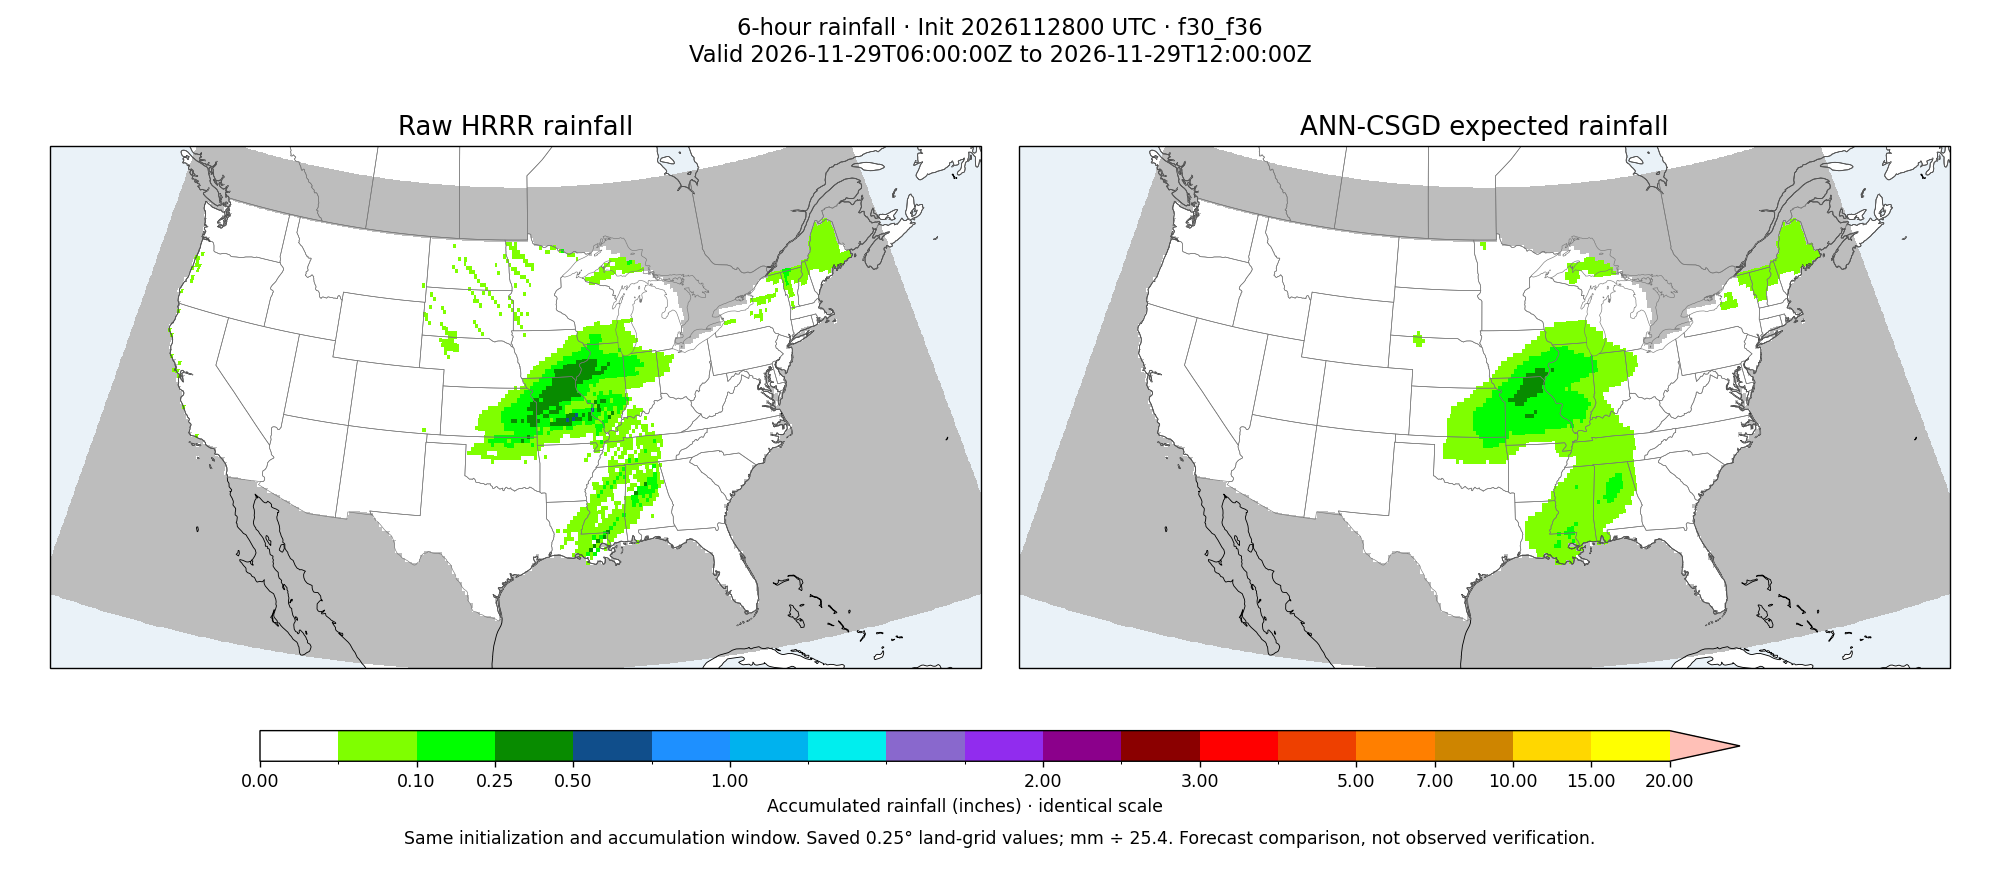 6-hour rainfall · Init 2026112800 UTC · f30_f36
Valid 2026-11-29T06:00:00Z to 2026-11-29T12:00:00Z
Raw HRRR rainfall
ANN-CSGD expected rainfall
0.00 0.10 0.25 0.50 1.00 2.00 3.00 5.00 7.00 10.00 15.00 20.00
Accumulated rainfall (inches) · identical scale
Same initialization and accumulation window. Saved 0.25° land-grid values; mm ÷ 25.4. Forecast comparison, not observed verification.